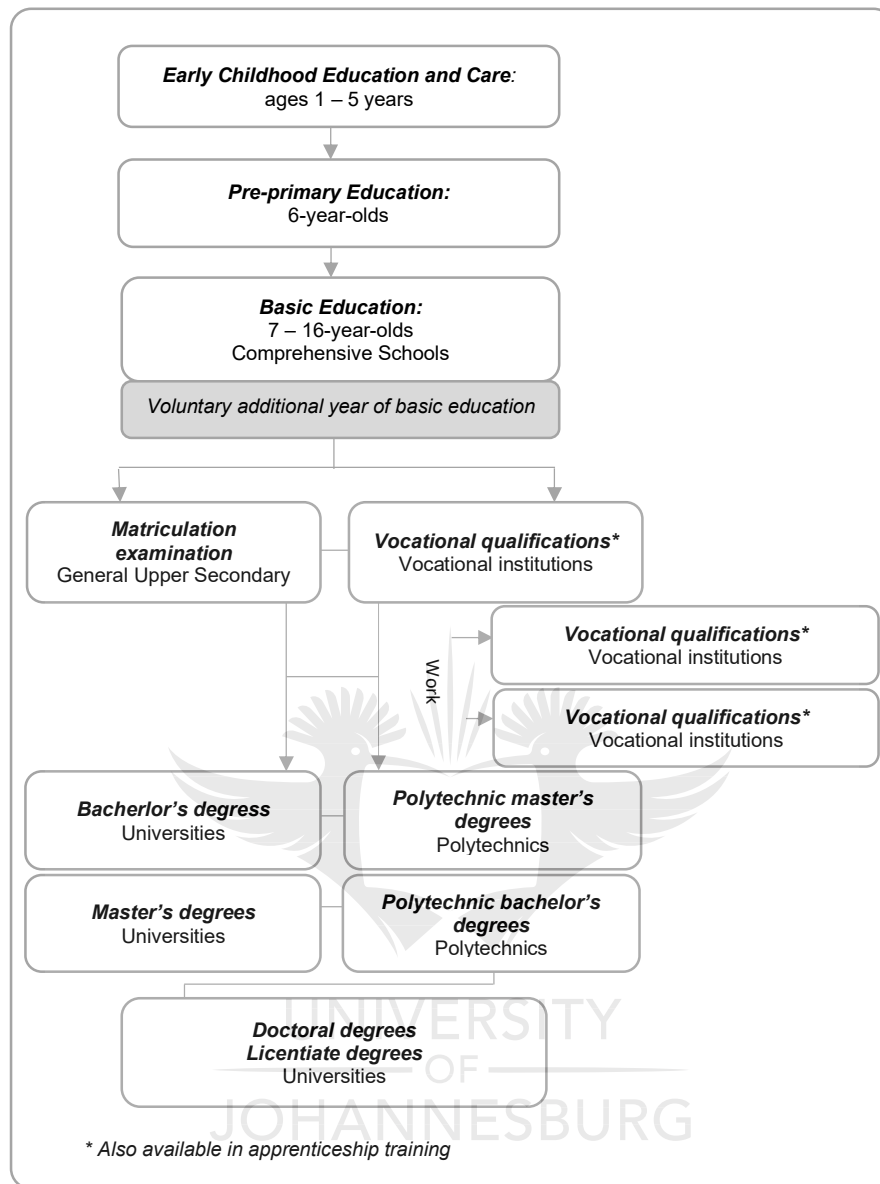 Early Childhood Education and Care:
ages 1 – 5 years
Pre-primary Education:
6-year-olds
Basic Education:
7 – 16-year-olds
Comprehensive Schools
Voluntary additional year of basic education
Matriculation
examination
General Upper Secondary
Vocational qualifications*
Vocational institutions
Work
Vocational qualifications*
Vocational institutions
Vocational qualifications*
Vocational institutions
Bacherlor's degress
Universities
Polytechnic master's
degrees
Polytechnics
Master's degrees
Universities
Polytechnic bachelor's
degrees
Polytechnics
Doctoral degrees
Licentiate degrees
Universities
UNIVERSITY
OF
JOHANNESBURG
* Also available in apprenticeship training